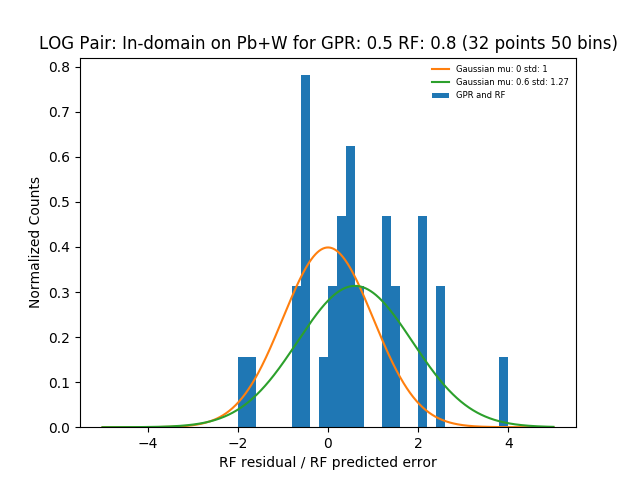 LOG Pair: In-domain on Pb+W for GPR: 0.5 RF: 0.8 (32 points 50 bins)
Gaussian mu: 0 std: 1
Gaussian mu: 0.6 std: 1.27
GPR and RF
Normalized Counts
0.8
0.7
0.6
0.5
0.4
0.3
0.2
0.1
0.0
−4 −2 0 2 4
RF residual / RF predicted error